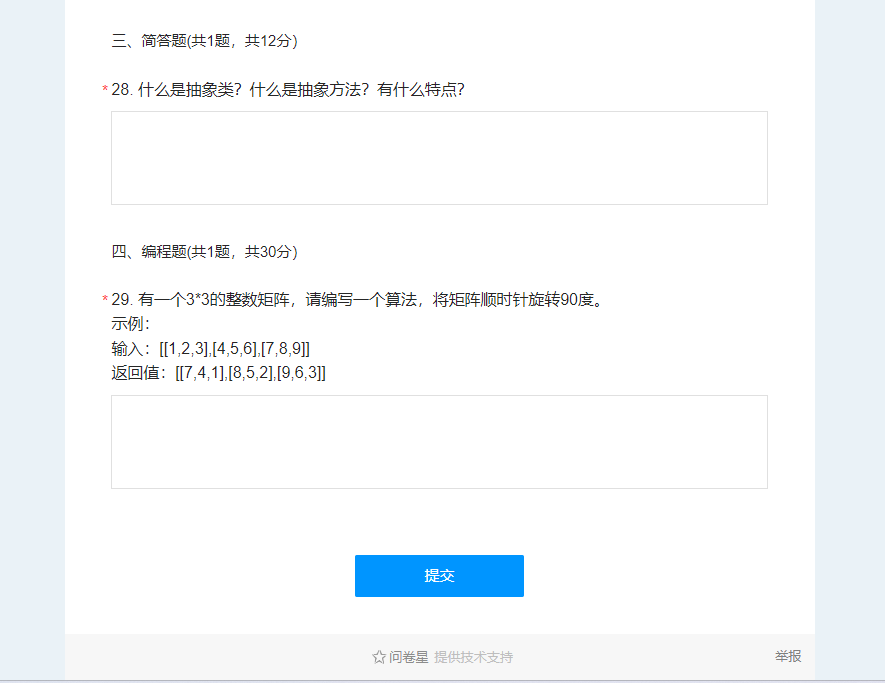 三、简答题(共1题，共12分)
* 28. 什么是抽象类？什么是抽象方法？有什么特点？
四、编程题(共1题，共30分)
* 29. 有一个3*3的整数矩阵，请编写一个算法，将矩阵顺时针旋转90度。
示例：
输入：[[1,2,3],[4,5,6],[7,8,9]]
返回值：[[7,4,1],[8,5,2],[9,6,3]]
提交
问卷星 提供技术支持
举报